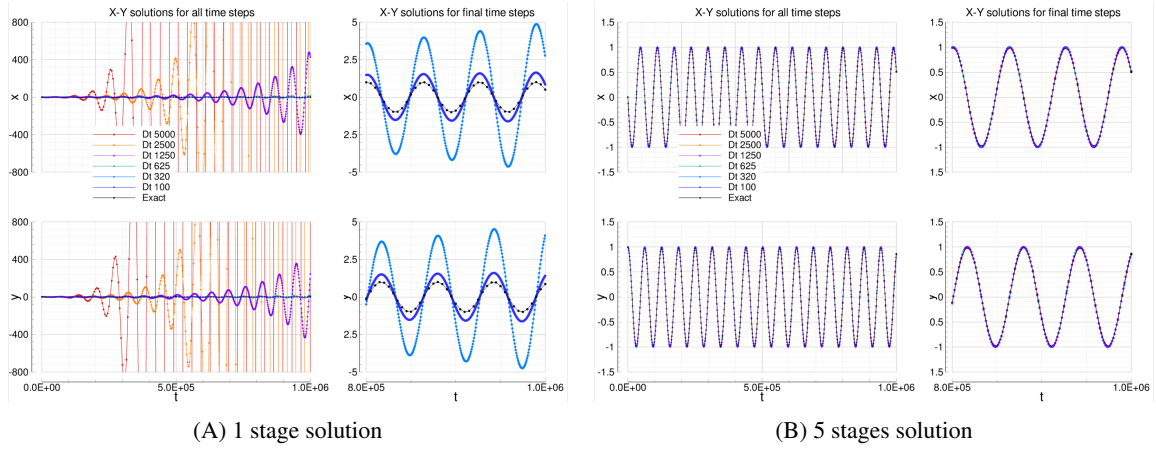 X-Y solutions for all time steps
X-Y solutions for final time steps
800
400
0
-400
-800
X
Dt 5000
Dt 2500
Dt 1250
Dt 625
Dt 320
Dt 100
Exact
5
2.5
0
2.5
-5
X
800
400
0
-400
-800
y
0.0E+00
5.0E+05
1.0E+06
t
5
2.5
0
2.5
-5
y
8.0E+05
1.0E+06
t
(A) 1 stage solution
X-Y solutions for all time steps
X-Y solutions for final time steps
1.5
1
0.5
0
0.5
-1
1.5
X
Dt 5000
Dt 2500
Dt 1250
Dt 625
Dt 320
Dt 100
Exact
1.5
1
0.5
0
0.5
-1
1.5
X
1.5
1
0.5
0
0.5
-1
1.5
y
0.0E+00
5.0E+05
1.0E+06
t
1.5
1
0.5
0
0.5
-1
1.5
y
8.0E+05
1.0E+06
t
(B) 5 stages solution